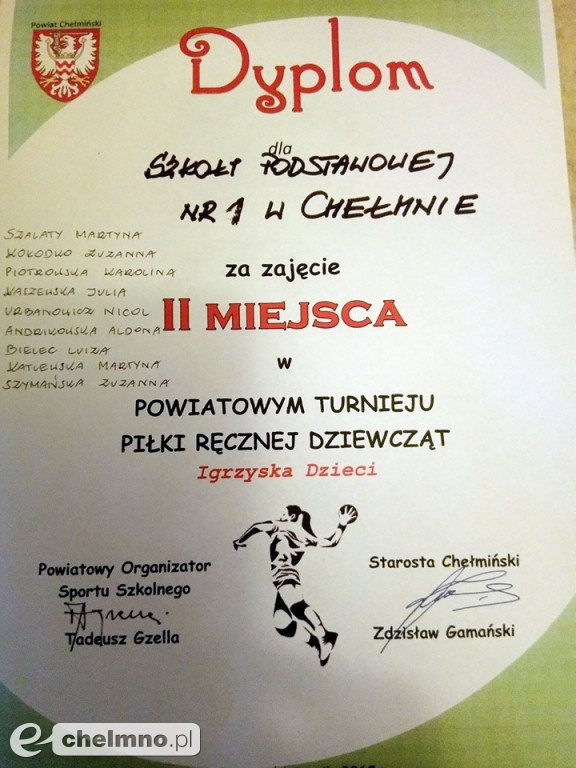 Powiat Chełmiński
Dyplom
dla
SZKOŁY PODSTAWOWEJ
NR 1 W CHEŁMNIE
SZALATY MARTYNA
KOŁODKO ZUZANNA
PIOTROWSKA KAROLINA
KASZEWSKA JULIA
URBANOWICZ NICOL
ANDRIKOWSKA ALDONA
BIELEC LUIZA
KATLEWSKA MARTYNA
SZYMAŃSKA ZUZANNA
za zajęcie
II MIEJSCA
w
POWIATOWYM TURNIEJU
PIŁKI RĘCZNEJ DZIEWCZĄT
Igrzyska Dzieci
Powiatowy Organizator
Sportu Szkolnego
Tadeusz Gzella
Starosta Chełmiński
Zdzisław Gamański
e-chelmno.pl